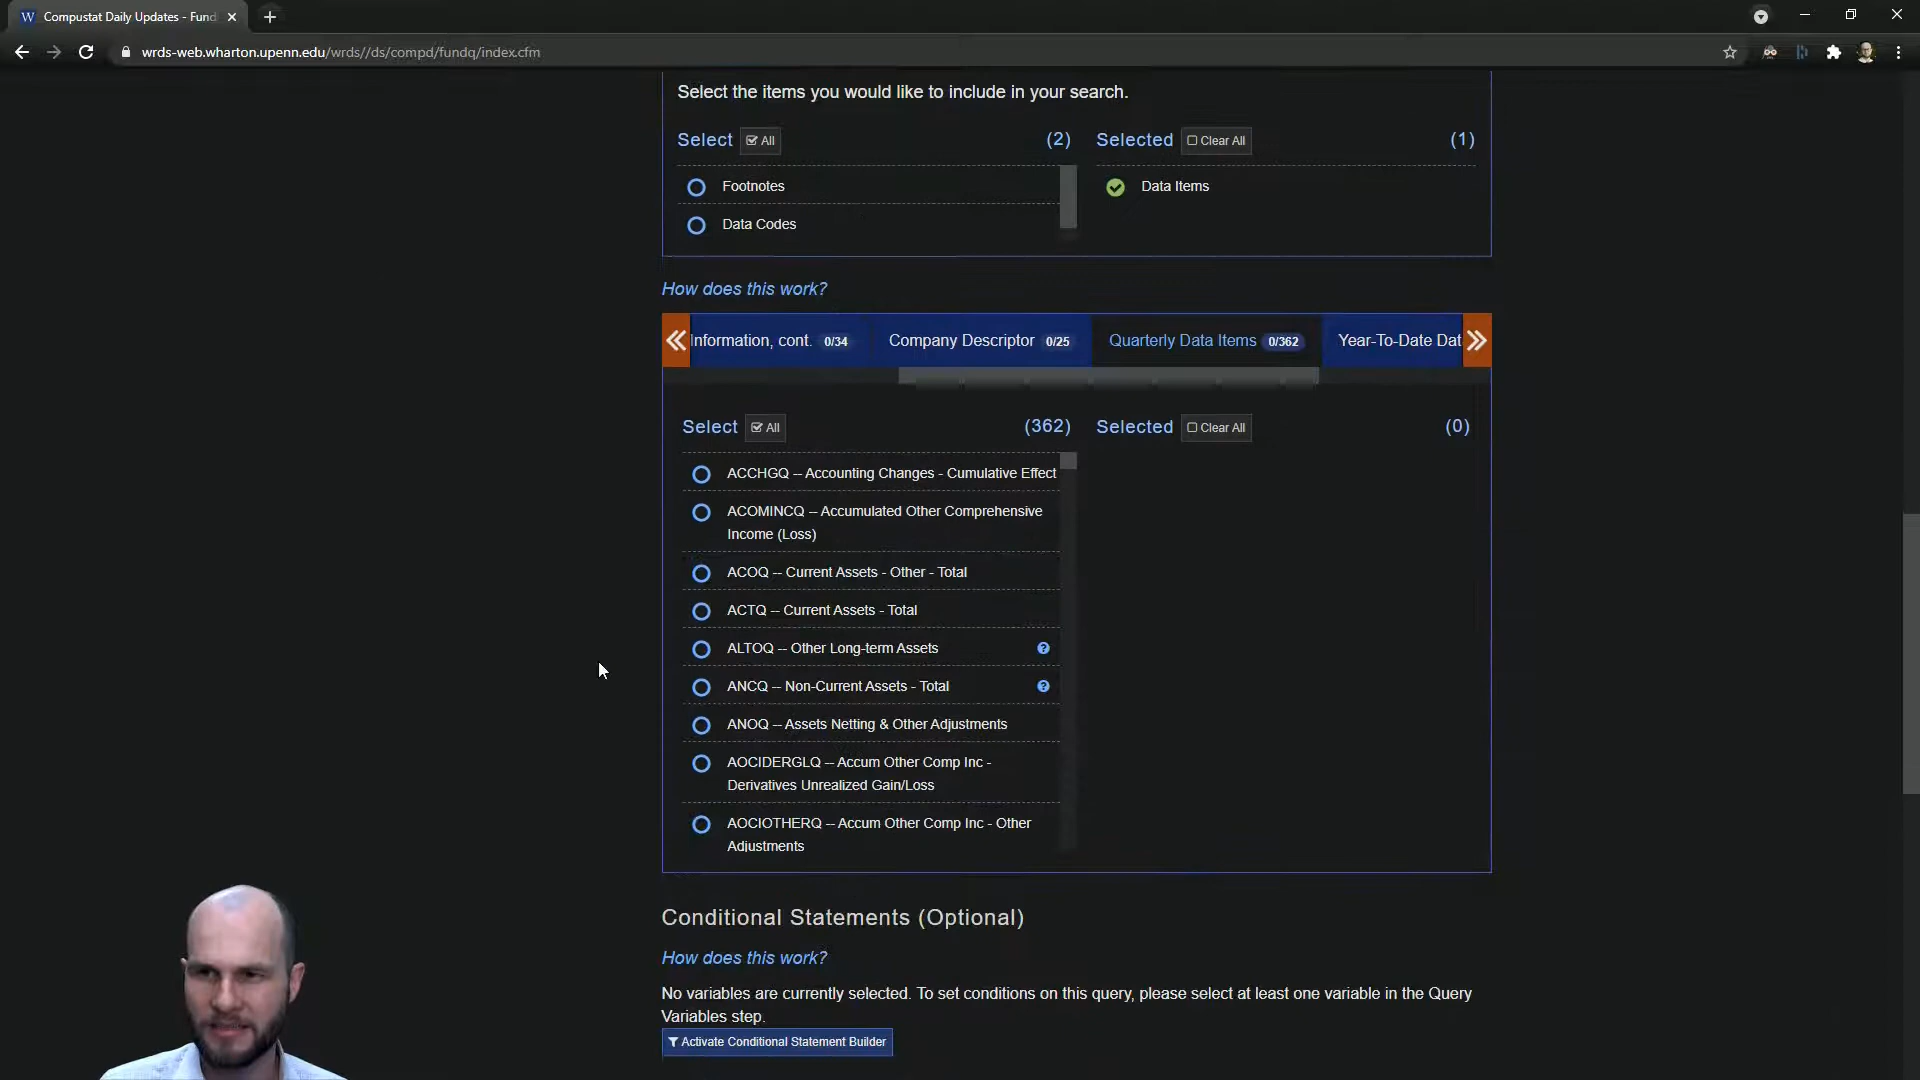 W Compustat Daily Updates - Fund
wrds-web.wharton.upenn.edu/wrds//ds/compd/fundq/index.cfm
Select the items you would like to include in your search.
Select All (2) Selected Clear All (1)
Footnotes
Data Items
Data Codes
How does this work?
Information, cont. 0/34 Company Descriptor 0/25 Quarterly Data Items 0/362 Year-To-Date Dat
Select All (362) Selected Clear All (0)
ACCHGQ -- Accounting Changes - Cumulative Effect
ACOMINCQ -- Accumulated Other Comprehensive
Income (Loss)
ACOQ -- Current Assets - Other - Total
ACTQ -- Current Assets - Total
ALTOQ -- Other Long-term Assets ?
ANCQ -- Non-Current Assets - Total ?
ANOQ -- Assets Netting & Other Adjustments
AOCIDERGLQ -- Accum Other Comp Inc -
Derivatives Unrealized Gain/Loss
AOCIOTHERQ -- Accum Other Comp Inc - Other
Adjustments
Conditional Statements (Optional)
How does this work?
No variables are currently selected. To set conditions on this query, please select at least one variable in the Query
Variables step.
Activate Conditional Statement Builder